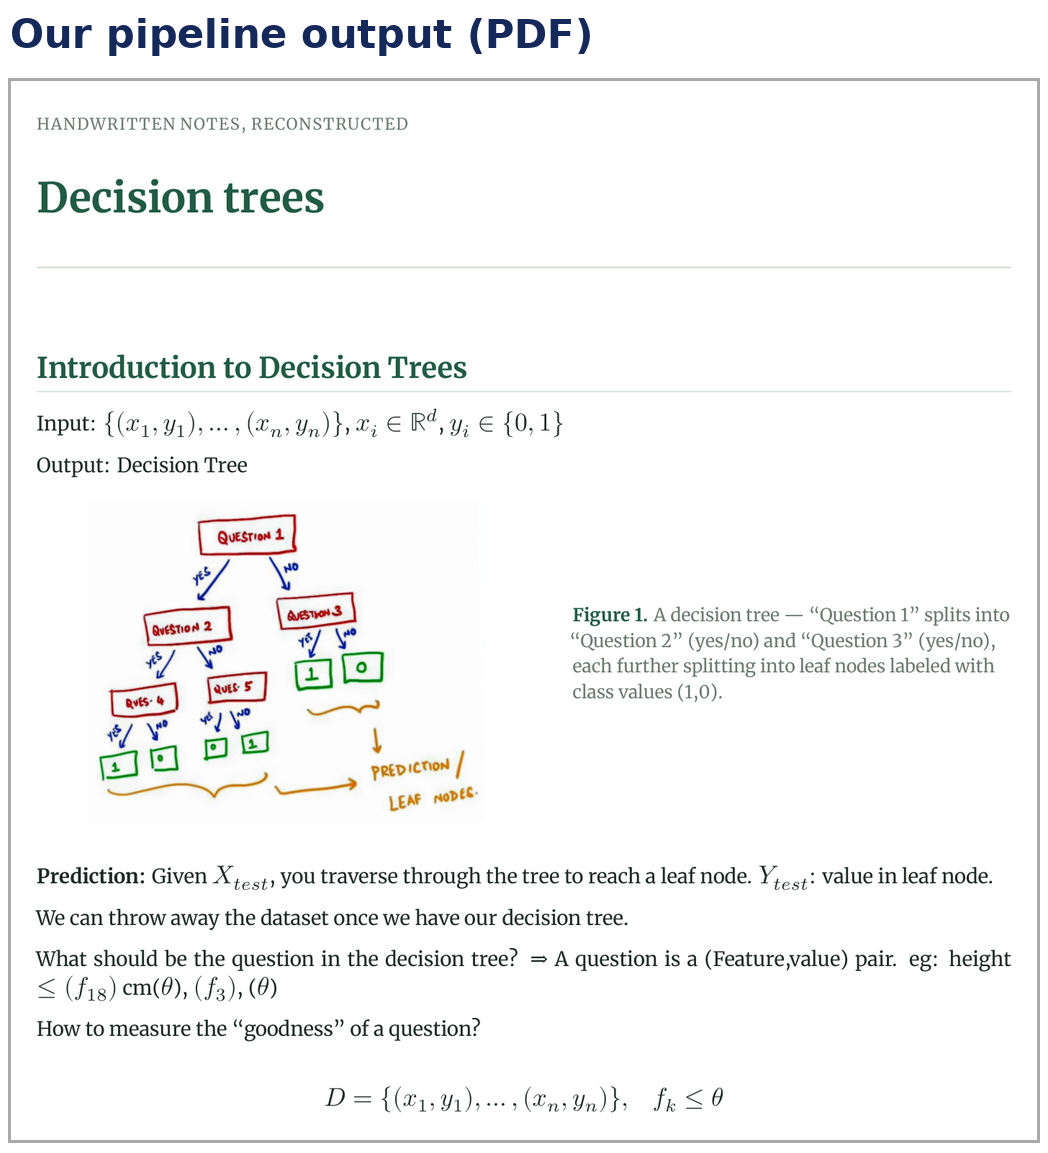 Our pipeline output (PDF)
HANDWRITTEN NOTES, RECONSTRUCTED
Decision trees
Introduction to Decision Trees
Input: {(x₁, y₁), … , (xₙ, yₙ)}, xᵢ ∈ ℝᵈ, yᵢ ∈ {0, 1}
Output: Decision Tree
QUESTION 1
YES NO
QUESTION 2 QUESTION 3
YES NO YES NO
1 0
QUES. 4 QUES. 5
YES NO YES NO
1 0 0 1
PREDICTION /
LEAF NODES.
Figure 1. A decision tree — “Question 1” splits into
“Question 2” (yes/no) and “Question 3” (yes/no),
each further splitting into leaf nodes labeled with
class values (1,0).
Prediction: Given X_test, you traverse through the tree to reach a leaf node. Y_test: value in leaf node.
We can throw away the dataset once we have our decision tree.
What should be the question in the decision tree? ⇒ A question is a (Feature,value) pair. eg: height
≤ (f₁₈) cm(θ), (f₃), (θ)
How to measure the “goodness” of a question?
D = {(x₁, y₁), … , (xₙ, yₙ)}, fₖ ≤ θ